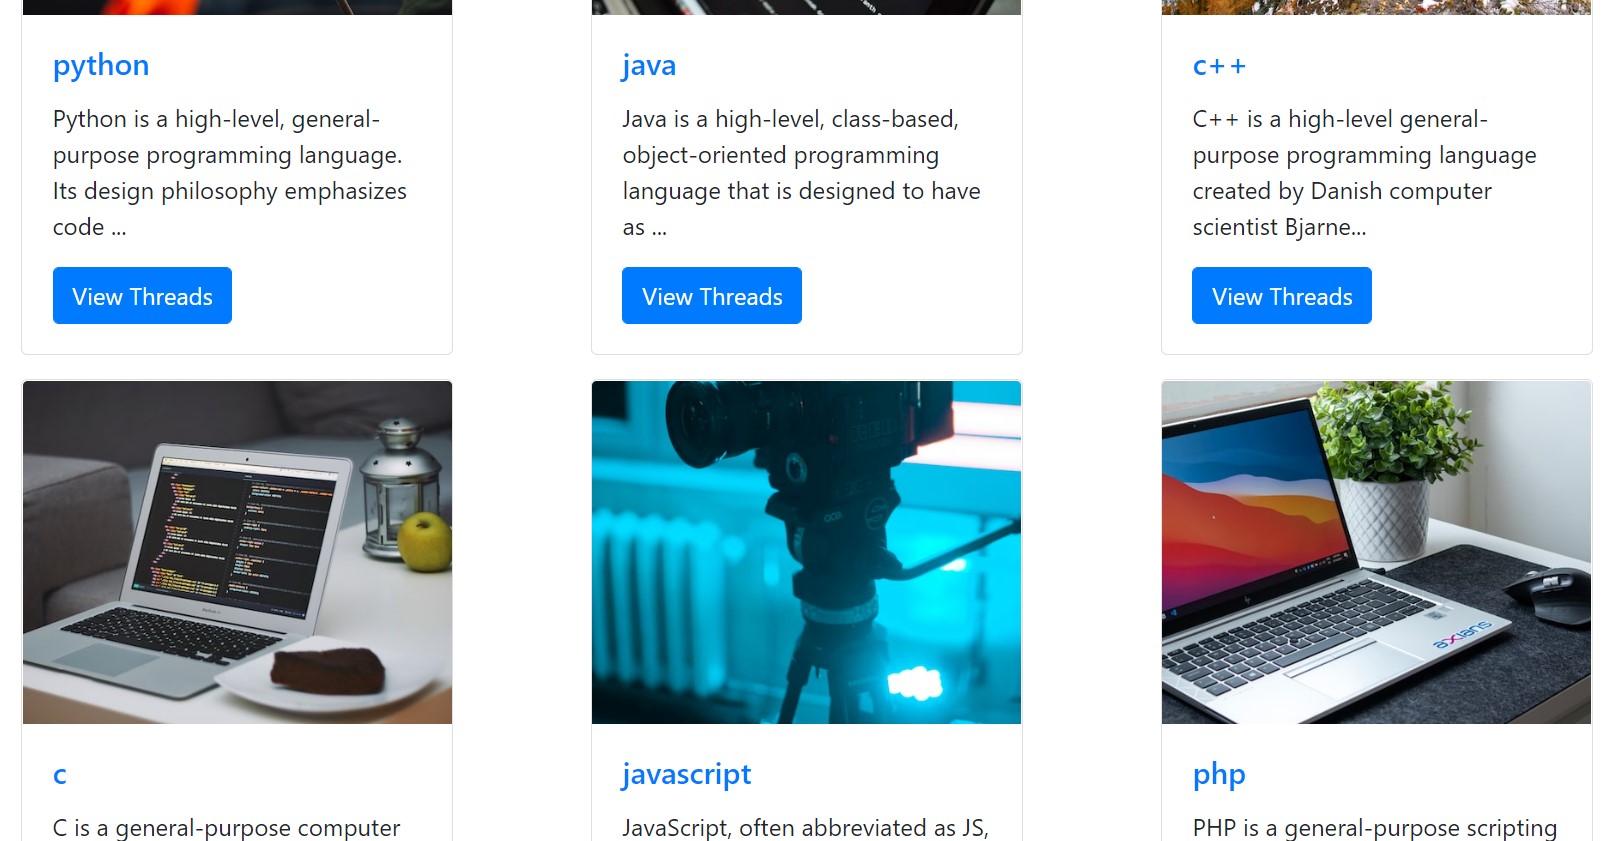 python
Python is a high-level, general-
purpose programming language.
Its design philosophy emphasizes
code ...
View Threads
java
Java is a high-level, class-based,
object-oriented programming
language that is designed to have
as ...
View Threads
c++
C++ is a high-level general-
purpose programming language
created by Danish computer
scientist Bjarne...
View Threads
axians
c
C is a general-purpose computer
javascript
JavaScript, often abbreviated as JS,
php
PHP is a general-purpose scripting